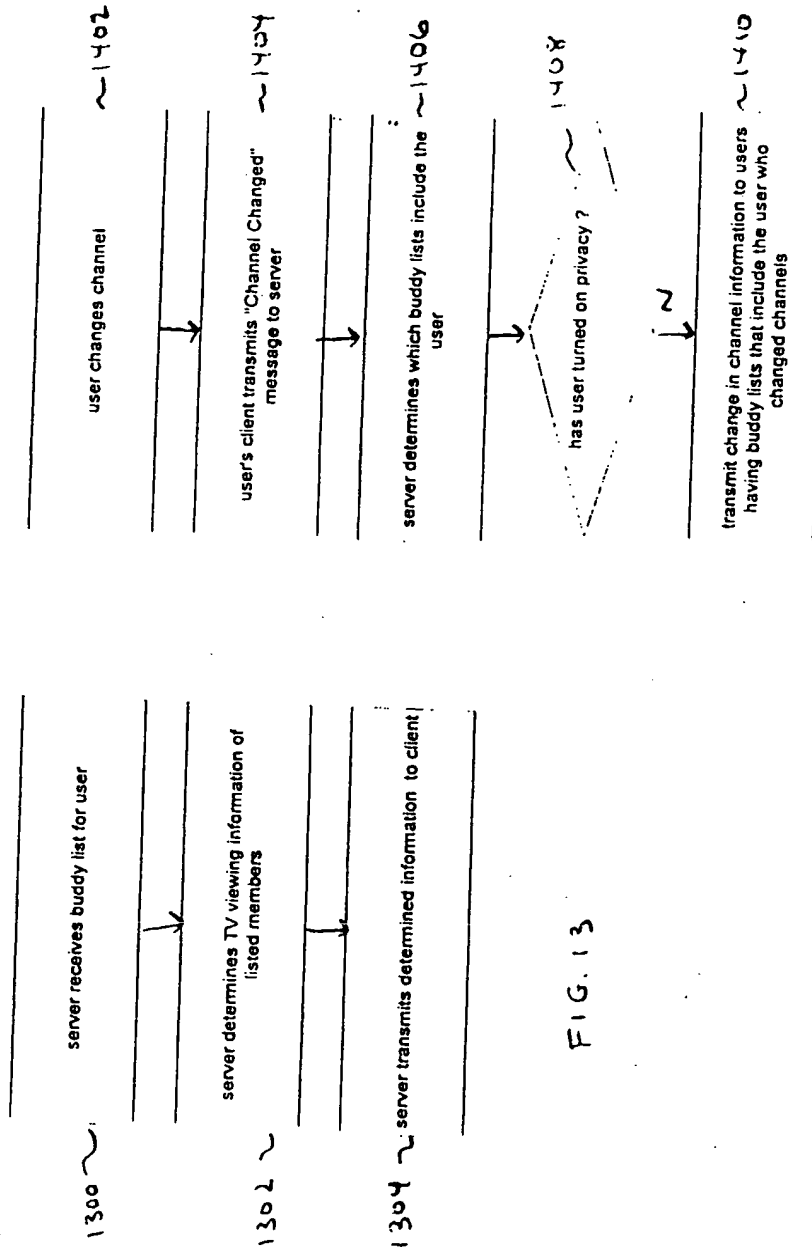 1300
server receives buddy list for user
1302
server determines TV viewing information of
listed members
1304
server transmits determined information to client
FIG. 13
user changes channel
~1402
user's client transmits "Channel Changed"
message to server
~1404
server determines which buddy lists include the
user
~1406
has user turned on privacy ?
~1408
N
transmit change in channel information to users
having buddy lists that include the user who
changed channels
~1410